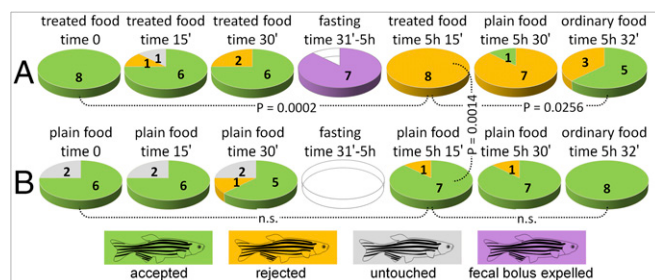 treated food treated food treated food fasting treated food plain food ordinary food
time 0 time 15' time 30' time 31'-5h time 5h 15' time 5h 30' time 5h 32'
A
8 1 1 6 2 6 7 8 1 7 3 5
P = 0.0002 P = 0.0014 P = 0.0256
plain food plain food plain food fasting plain food plain food ordinary food
time 0 time 15' time 30' time 31'-5h time 5h 15' time 5h 30' time 5h 32'
B
2 6 2 6 2 1 5 1 7 1 7 8
n.s. n.s.
accepted rejected untouched fecal bolus expelled